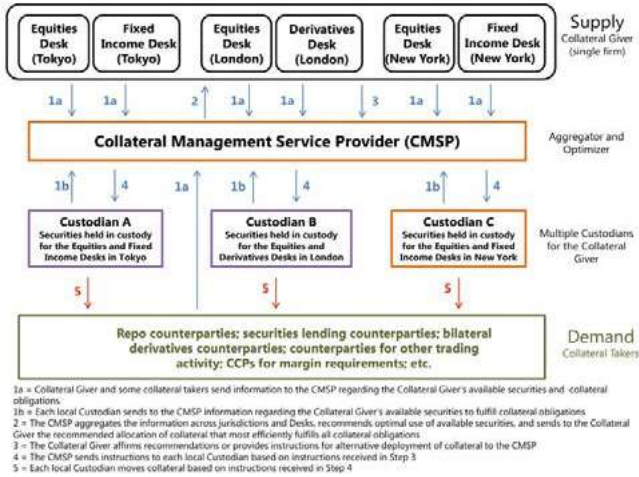 Equities Desk (Tokyo)
Fixed Income Desk (Tokyo)
Equities Desk (London)
Derivatives Desk (London)
Equities Desk (New York)
Fixed Income Desk (New York)
Supply
Collateral Giver
(single firm)
1a
1a
2
1a
1a
3
1a
1a
Collateral Management Service Provider (CMSP)
Aggregator and
Optimizer
1b
4
1a
1b
4
1b
4
Custodian A
Securities held in custody
for the Equities and Fixed
Income Desks in Tokyo
Custodian B
Securities held in custody
for the Equities and
Derivatives Desks in London
Custodian C
Securities held in custody
for the Equities and Fixed
Income Desks in New York
Multiple Custodians
for the Collateral
Giver
5
5
5
Repo counterparties; securities lending counterparties; bilateral
derivatives counterparties; counterparties for other trading
activity; CCPs for margin requirements; etc.
Demand
Collateral Takers
1a = Collateral Giver and some collateral takers send information to the CMSP regarding the Collateral Giver's available securities and collateral
obligations
1b = Each local Custodian sends to the CMSP information regarding the Collateral Giver's available securities to fulfill collateral obligations
2 = The CMSP aggregates the information across jurisdictions and Desks, recommends optimal use of available securities, and sends to the Collateral
Giver the recommended allocation of collateral that most efficiently fulfills all collateral obligations
3 = The Collateral Giver affirms recommendations or provides instructions for alternative deployment of collateral to the CMSP
4 = The CMSP sends instructions to each local Custodian based on instructions received in Step 3
5 = Each local Custodian moves collateral based on instructions received in Step 4